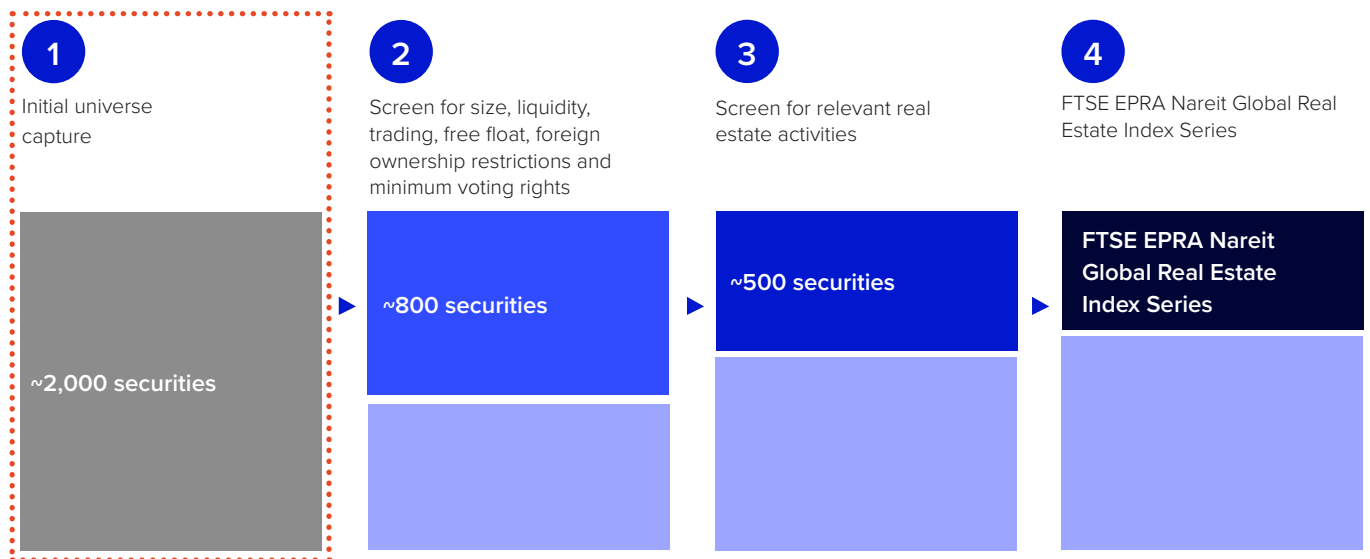 1
Initial universe
capture
~2,000 securities
2
Screen for size, liquidity,
trading, free float, foreign
ownership restrictions and
minimum voting rights
~800 securities
3
Screen for relevant real
estate activities
~500 securities
4
FTSE EPRA Nareit Global Real
Estate Index Series
FTSE EPRA Nareit
Global Real Estate
Index Series